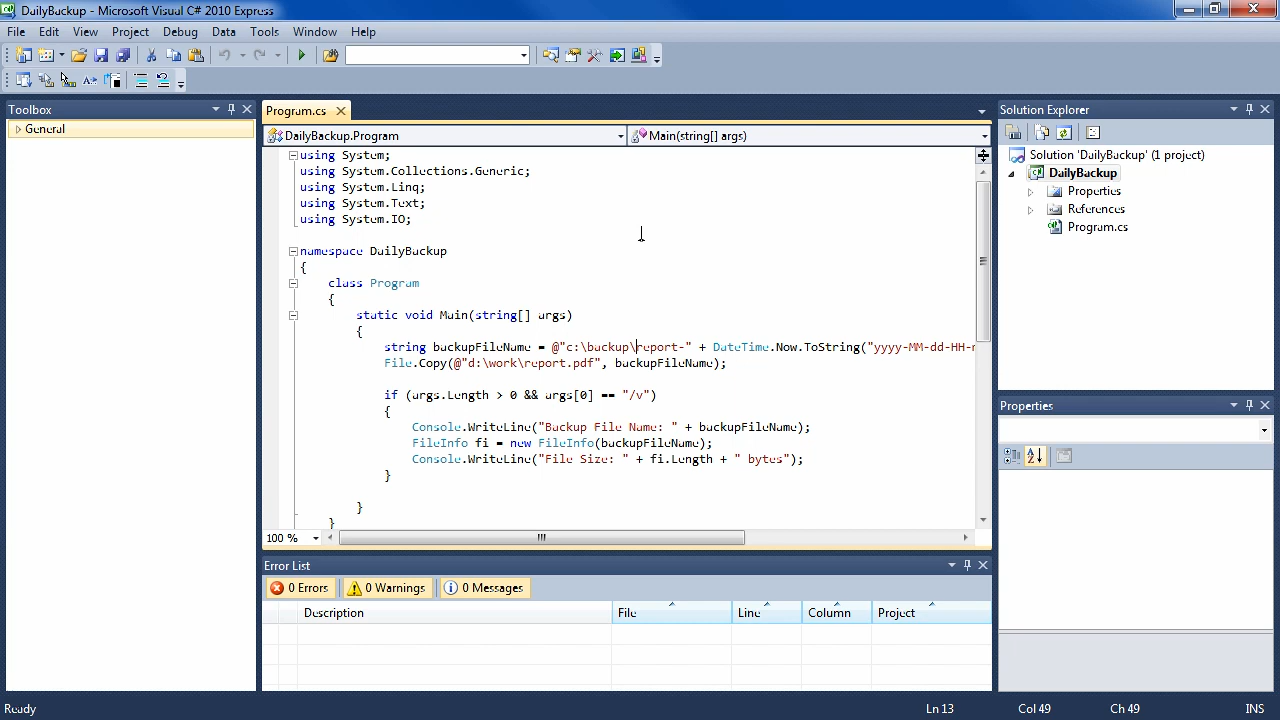 DailyBackup - Microsoft Visual C# 2010 Express
File Edit View Project Debug Data Tools Window Help
Toolbox
General
Program.cs
DailyBackup.Program
Main(string[] args)
using System;
using System.Collections.Generic;
using System.Linq;
using System.Text;
using System.IO;
namespace DailyBackup
{
class Program
{
static void Main(string[] args)
{
string backupFileName = @"c:\backup\report-" + DateTime.Now.ToString("yyyy-MM-dd-HH-
File.Copy(@"d:\work\report.pdf", backupFileName);
if (args.Length > 0 && args[0] == "/v")
{
Console.WriteLine("Backup File Name: " + backupFileName);
FileInfo fi = new FileInfo(backupFileName);
Console.WriteLine("File Size: " + fi.Length + " bytes");
}
}
}
100 %
Error List
0 Errors 0 Warnings 0 Messages
Description File Line Column Project
Solution Explorer
Solution 'DailyBackup' (1 project)
DailyBackup
Properties
References
Program.cs
Properties
Ready Ln 13 Col 49 Ch 49 INS